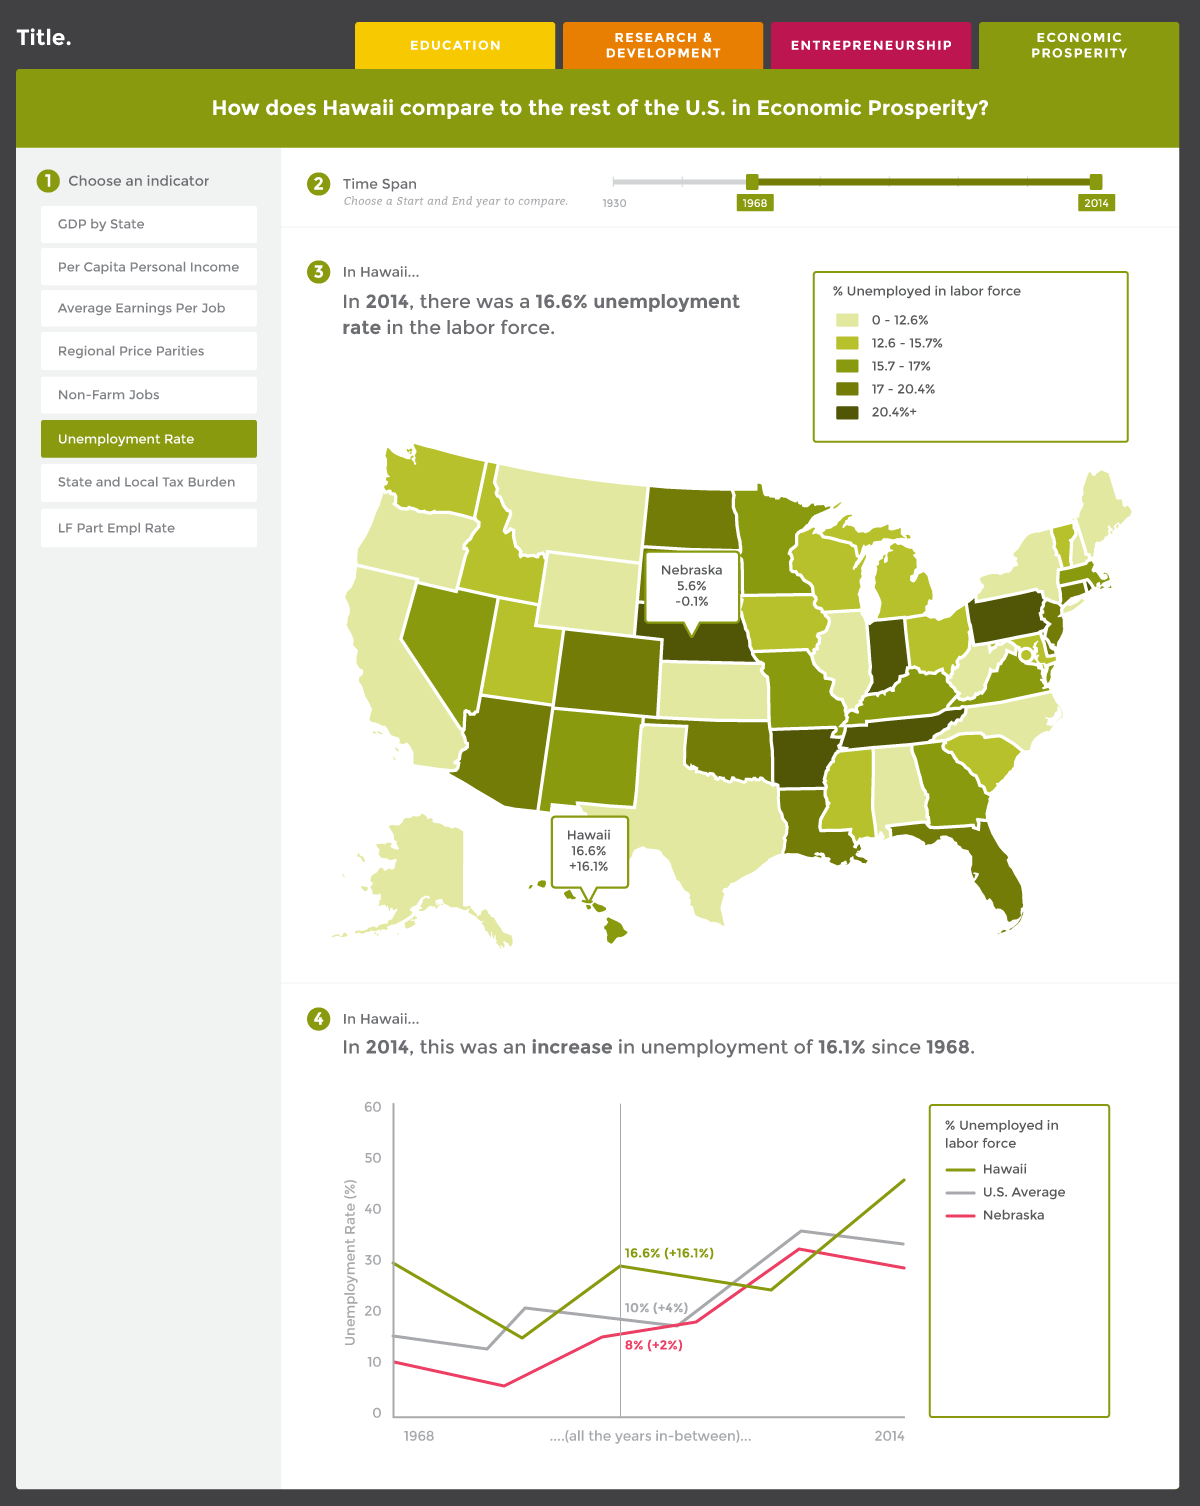 Title.
EDUCATION
RESEARCH &
DEVELOPMENT
ENTREPRENEURSHIP
ECONOMIC
PROSPERITY
How does Hawaii compare to the rest of the U.S. in Economic Prosperity?
1 Choose an indicator
GDP by State
Per Capita Personal Income
Average Earnings Per Job
Regional Price Parities
Non-Farm Jobs
Unemployment Rate
State and Local Tax Burden
LF Part Empl Rate
2 Time Span
Choose a Start and End year to compare.
1930
1968
2014
3 In Hawaii...
In 2014, there was a 16.6% unemployment
rate in the labor force.
% Unemployed in labor force
0 - 12.6%
12.6 - 15.7%
15.7 - 17%
17 - 20.4%
20.4%+
Nebraska
5.6%
-0.1%
Hawaii
16.6%
+16.1%
4 In Hawaii...
In 2014, this was an increase in unemployment of 16.1% since 1968.
Unemployment Rate (%)
60
50
40
30
20
10
0
16.6% (+16.1%)
10% (+4%)
8% (+2%)
1968
....(all the years in-between)...
2014
% Unemployed in
labor force
Hawaii
U.S. Average
Nebraska